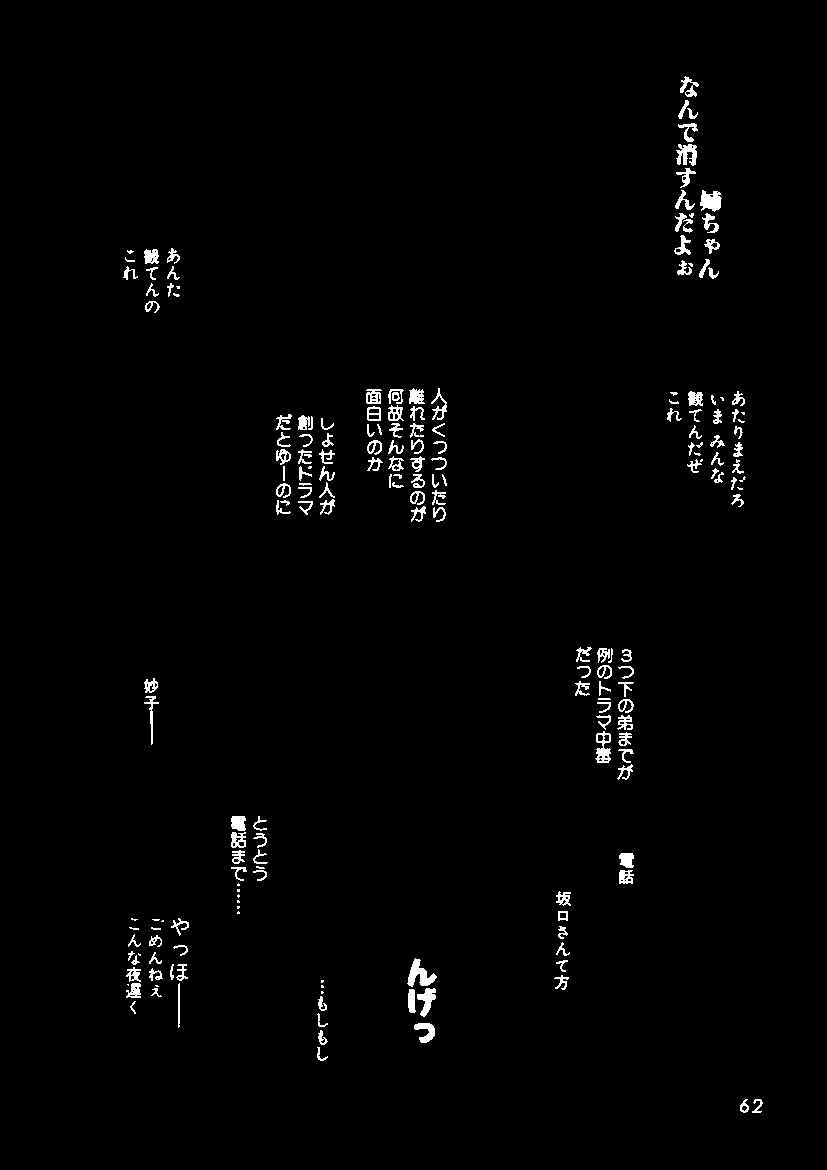 姉ちゃん
なんで消すんだよぉ
あんた
観てんの
これ
あたりまえだろ
いま みんな
観てんだぜ
これ
人がくっついたり
離れたりするのが
何故そんなに
面白いのか
しょせん人が
創ったドラマ
だとゆーのに
3つ下の弟までが
例のドラマ中毒
だった
妙子──
電話
坂口さんて方
とうとう
電話まで……
んげっ
…もしもし
やっほ──
ごめんねぇ
こんな夜遅く
62